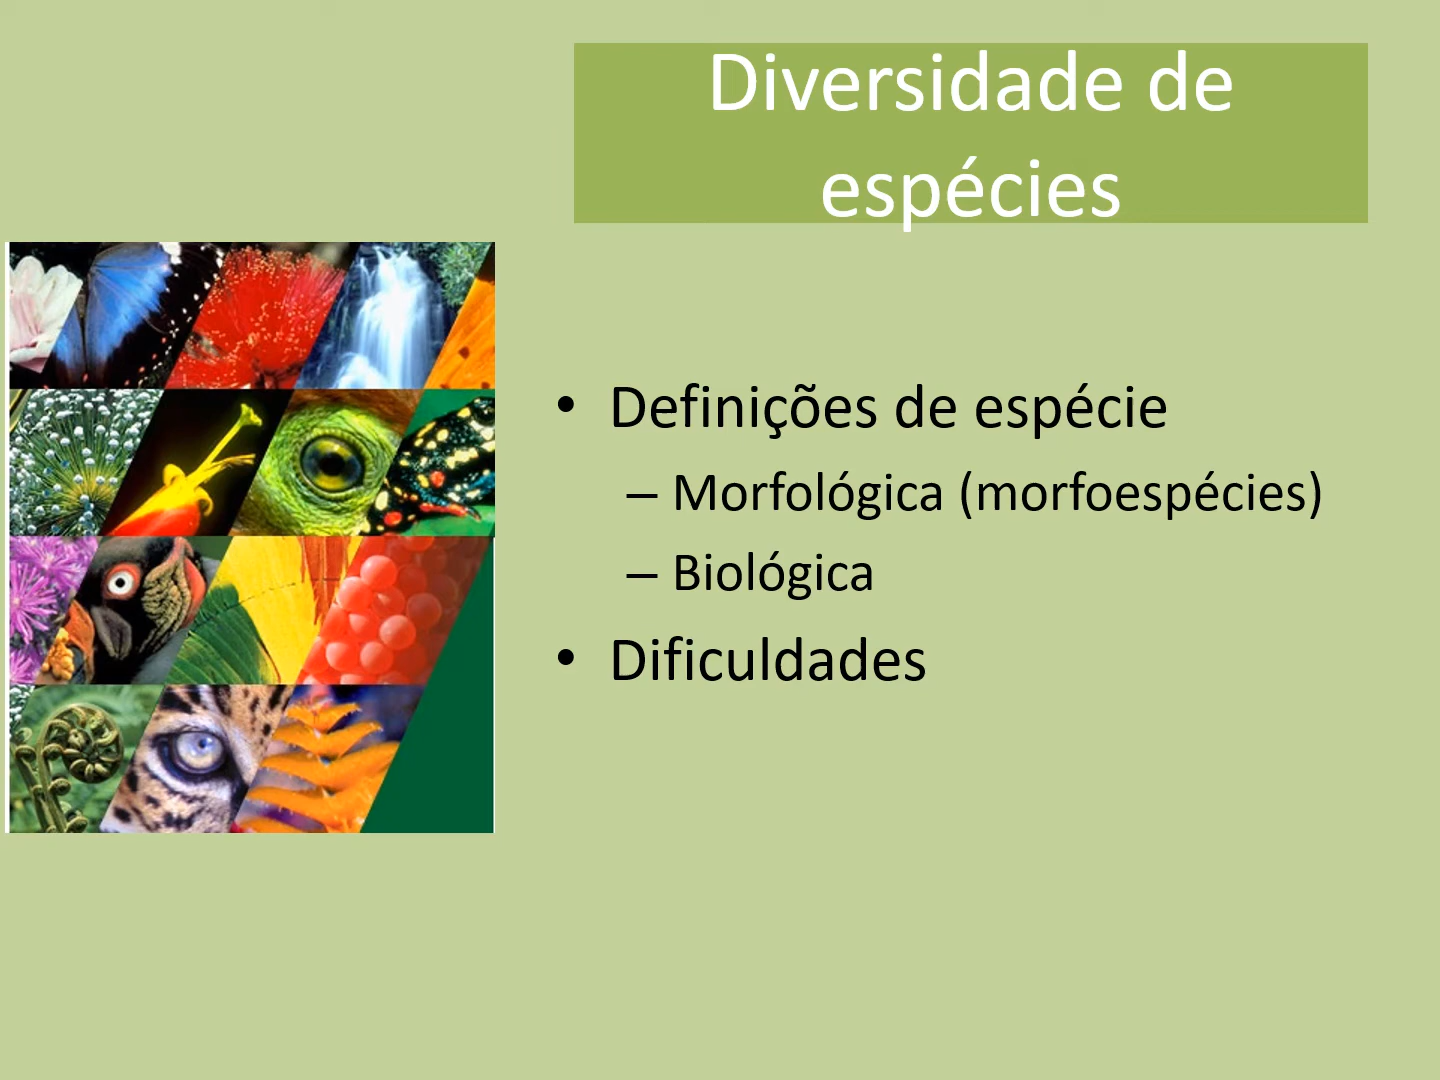 Diversidade de
espécies
• Definições de espécie
– Morfológica (morfoespécies)
– Biológica
• Dificuldades